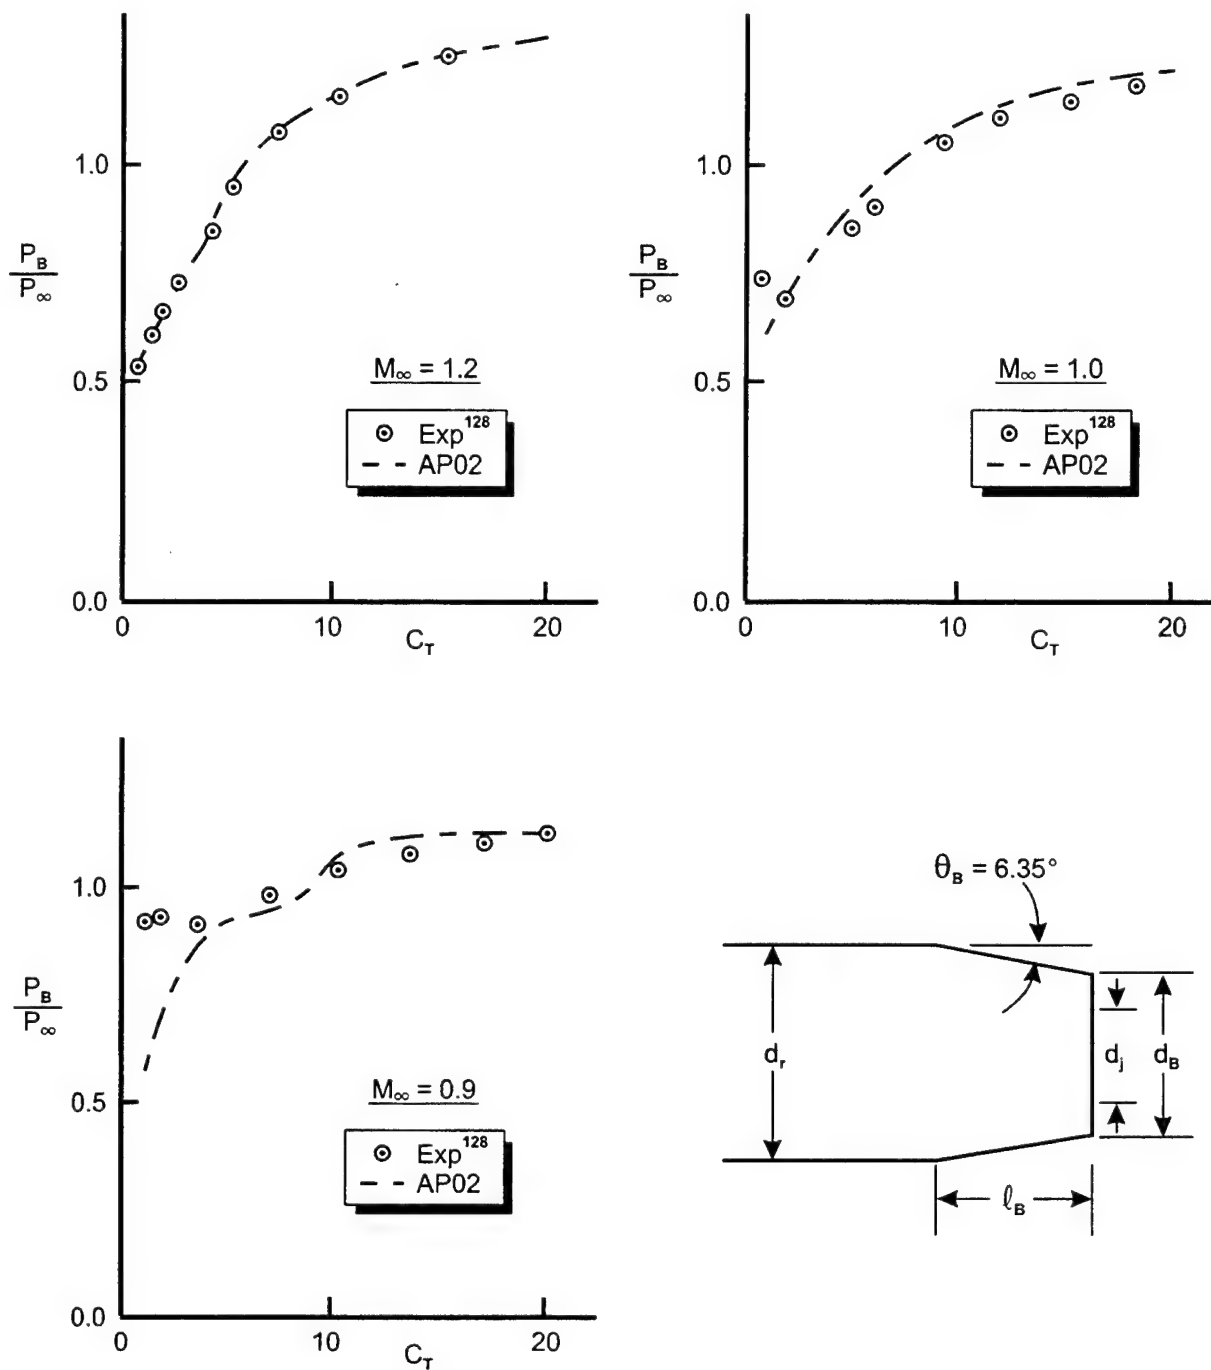 1.0
P_B
P_∞
0.5
0.0
0
10
20
C_T
M_∞ = 1.2
Exp^128
AP02
1.0
P_B
P_∞
0.5
0.0
0
10
20
C_T
M_∞ = 1.0
Exp^128
AP02
1.0
P_B
P_∞
0.5
0.0
0
10
20
C_T
M_∞ = 0.9
Exp^128
AP02
θ_B = 6.35°
d_r
d_j
d_B
ℓ_B